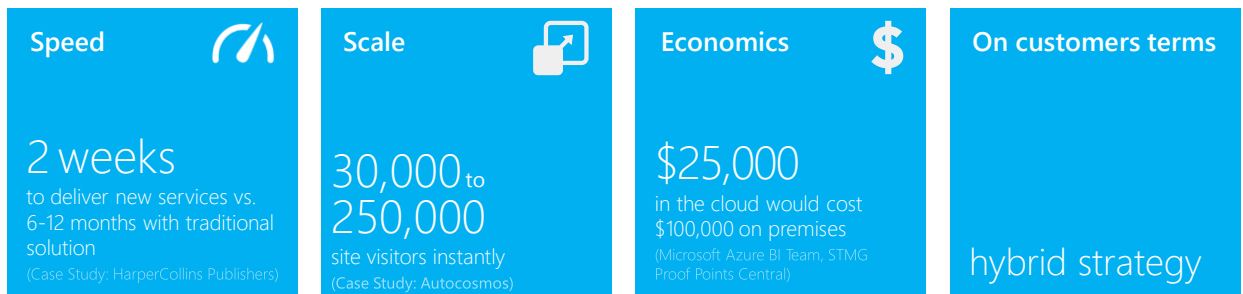 Speed
2 weeks
to deliver new services vs.
6-12 months with traditional
solution
(Case Study: HarperCollins Publishers)
Scale
30,000 to
250,000
site visitors instantly
(Case Study: Autocosmos)
Economics
$
$25,000
in the cloud would cost
$100,000 on premises
(Microsoft Azure BI Team, STMG
Proof Points Central)
On customers terms
hybrid strategy